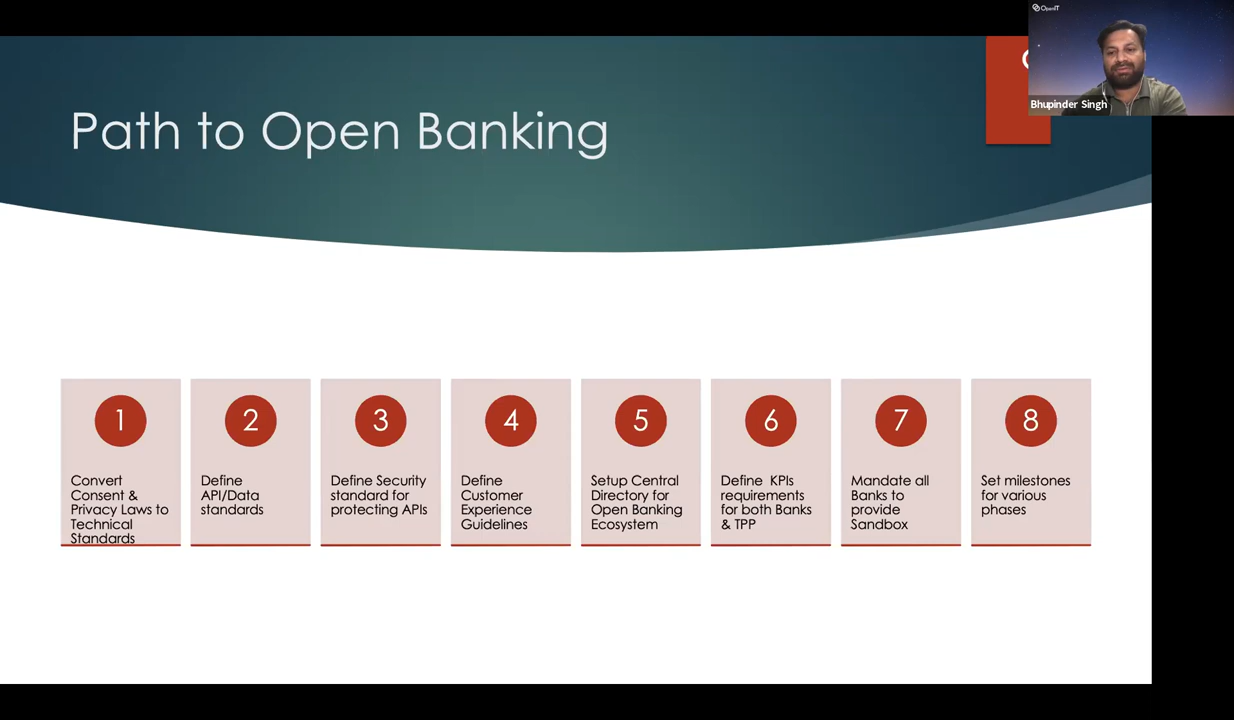 OpenIT
Bhupinder Singh
Path to Open Banking
1
Convert
Consent &
Privacy Laws to
Technical
Standards
2
Define
API/Data
standards
3
Define Security
standard for
protecting APIs
4
Define
Customer
Experience
Guidelines
5
Setup Central
Directory for
Open Banking
Ecosystem
6
Define KPIs
requirements
for both Banks
& TPP
7
Mandate all
Banks to
provide
Sandbox
8
Set milestones
for various
phases